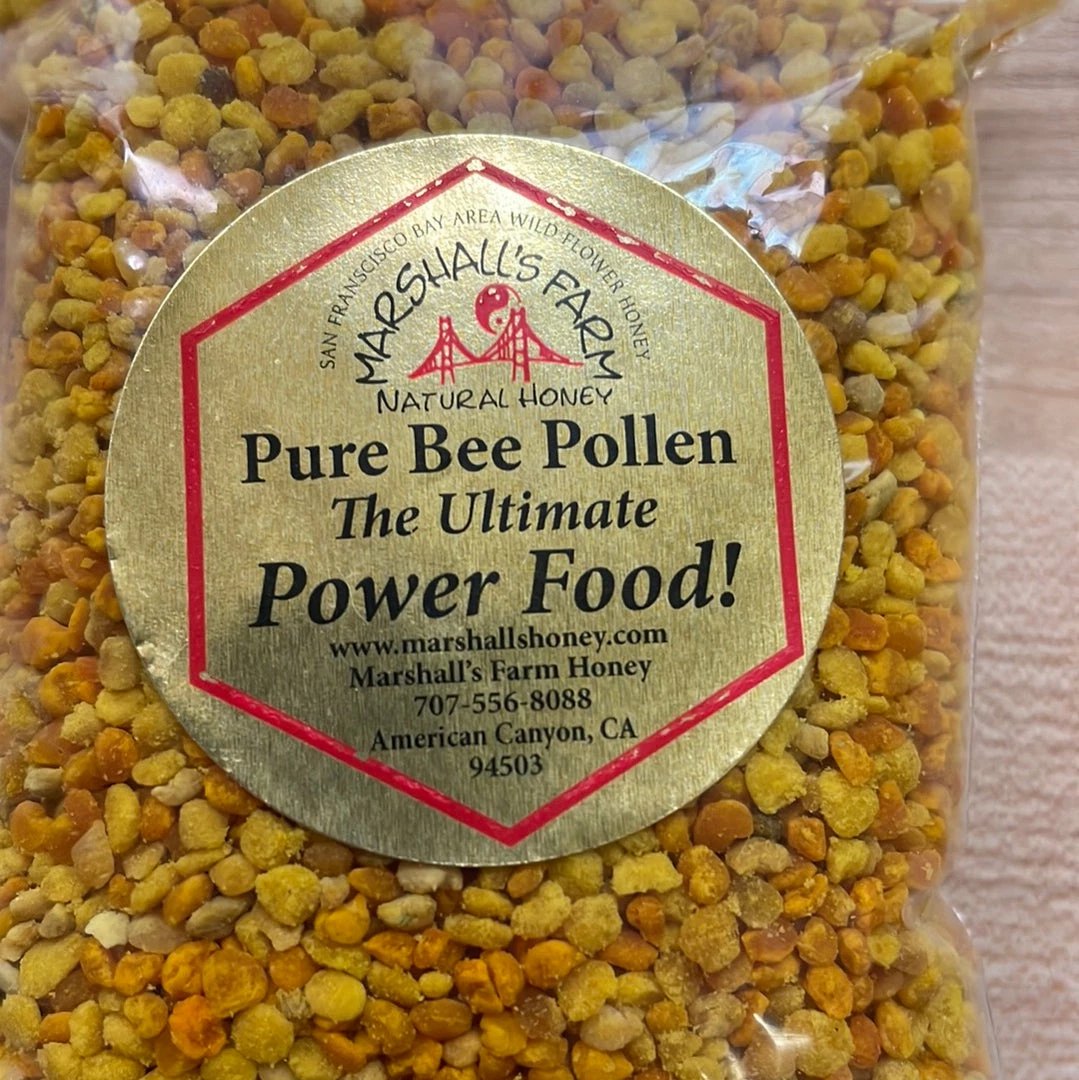 SAN FRANSCISCO BAY AREA WILD FLOWER HONEY
MARSHALL'S FARM
NATURAL HONEY
Pure Bee Pollen
The Ultimate
Power Food!
www.marshallshoney.com
Marshall's Farm Honey
707-556-8088
American Canyon, CA
94503